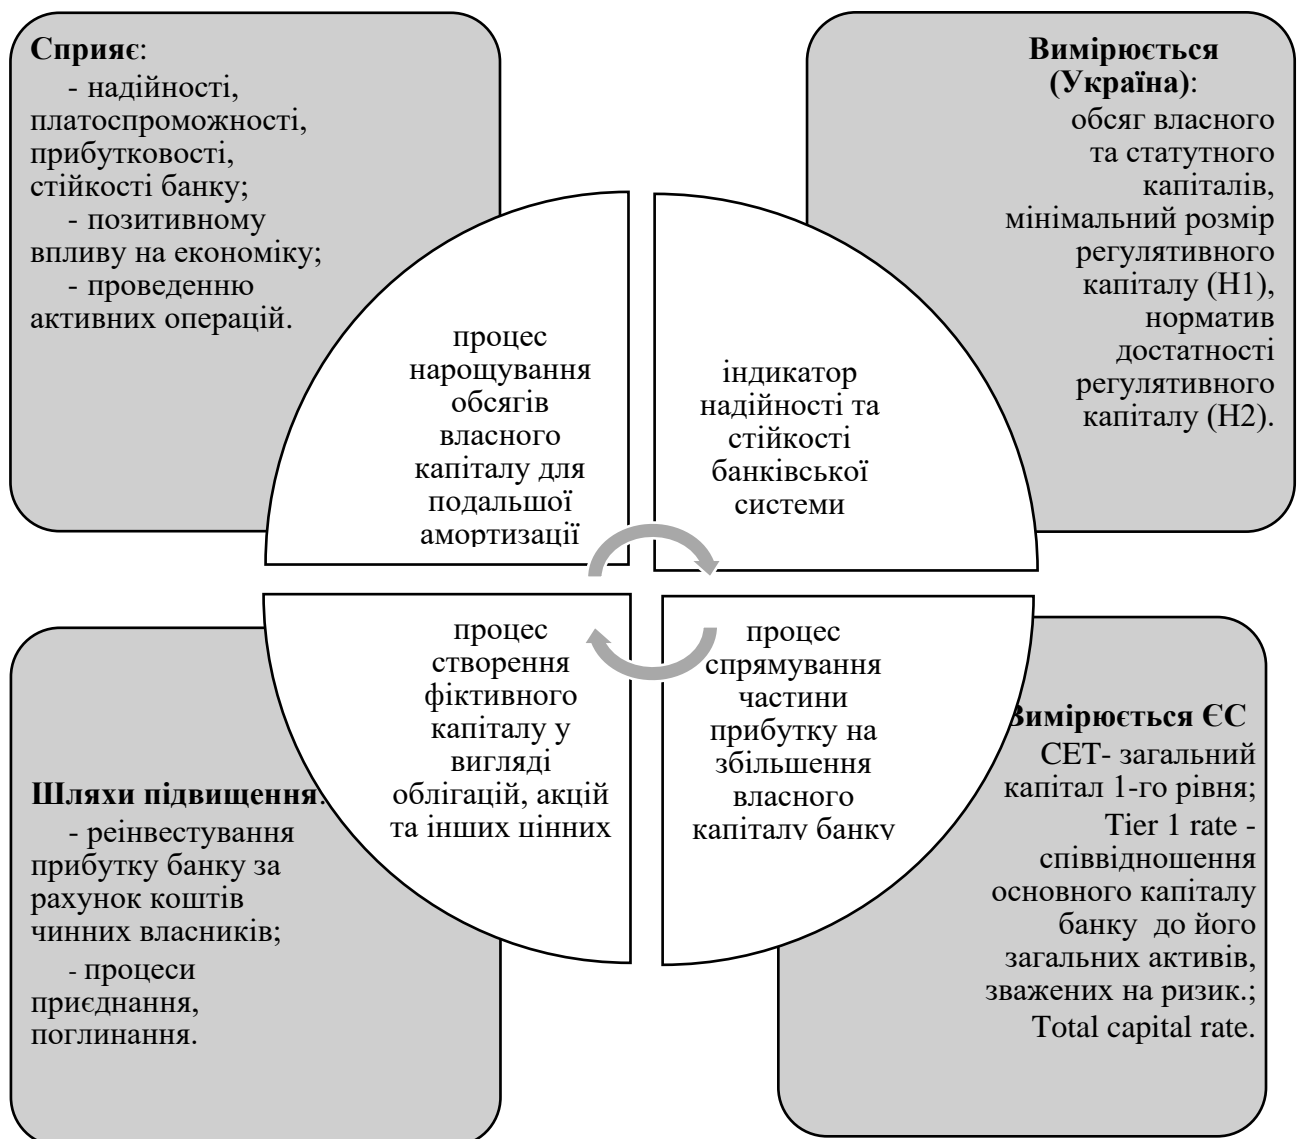 Сприяє:
- надійності,
платоспроможності,
прибутковості,
стійкості банку;
- позитивному
впливу на економіку;
- проведенню
активних операцій.
Вимірюється
(Україна):
обсяг власного
та статутного
капіталів,
мінімальний розмір
регулятивного
капіталу (Н1),
норматив
достатності
регулятивного
капіталу (Н2).
процес
нарощування
обсягів
власного
капіталу для
подальшої
амортизації
індикатор
надійності та
стійкості
банківської
системи
процес
створення
фіктивного
капіталу у
вигляді
облігацій, акцій
та інших цінних
процес
спрямування
частини
прибутку на
збільшення
власного
капіталу банку
Шляхи підвищення:
- реінвестування
прибутку банку за
рахунок коштів
чинних власників;
- процеси
приєднання,
поглинання.
Вимірюється ЄС
CET- загальний
капітал 1-го рівня;
Tier 1 rate -
співвідношення
основного капіталу
банку до його
загальних активів,
зважених на ризик.;
Total capital rate.